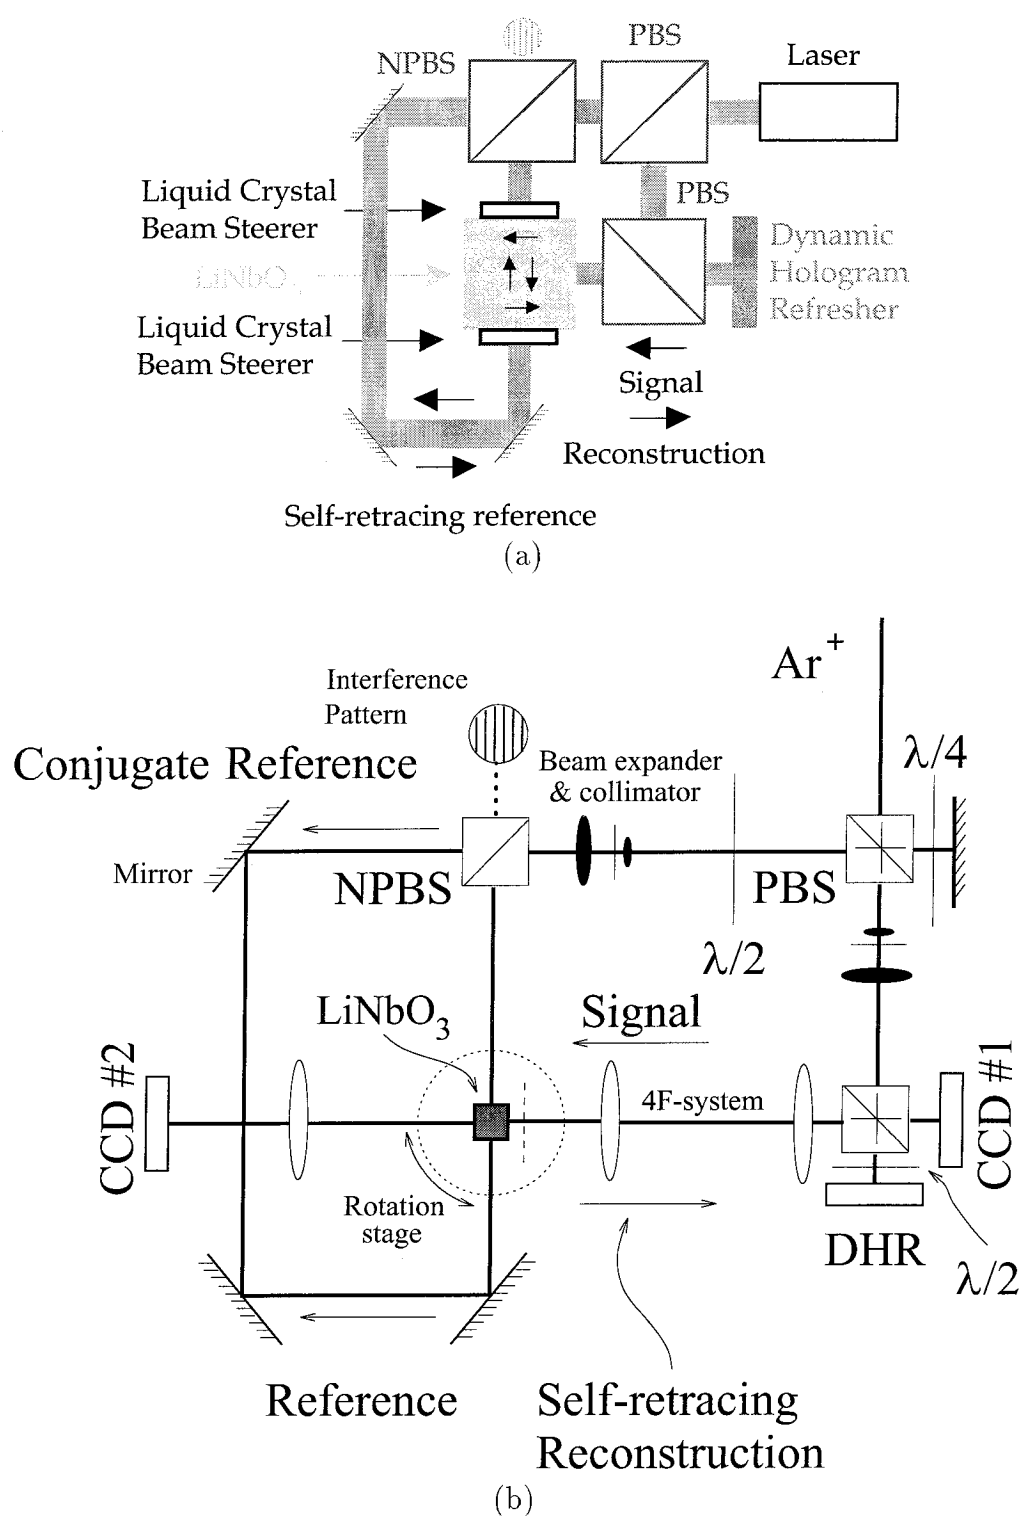 PBS
NPBS
Laser
Liquid Crystal
Beam Steerer
PBS
Dynamic
LiNbO3
Hologram
Refresher
Liquid Crystal
Beam Steerer
Signal
Reconstruction
Self-retracing reference
(a)
Ar+
Interference
Pattern
Conjugate Reference
Beam expander
& collimator
λ/4
Mirror
NPBS
PBS
λ/2
LiNbO3
Signal
CCD #2
4F-system
CCD #1
Rotation
stage
DHR
λ/2
Reference
Self-retracing
Reconstruction
(b)